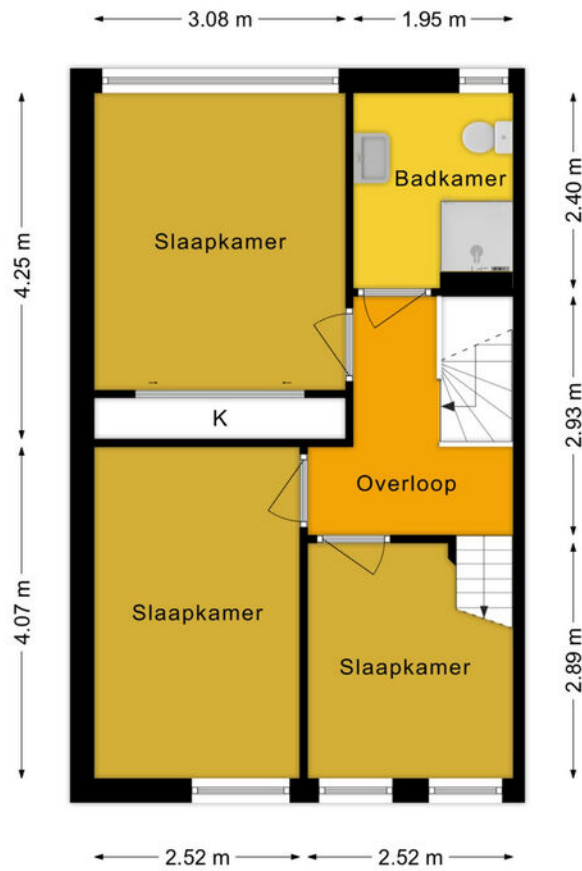 3.08 m
1.95 m
4.25 m
2.40 m
Badkamer
Slaapkamer
K
2.93 m
Overloop
4.07 m
Slaapkamer
Slaapkamer
2.89 m
2.52 m
2.52 m